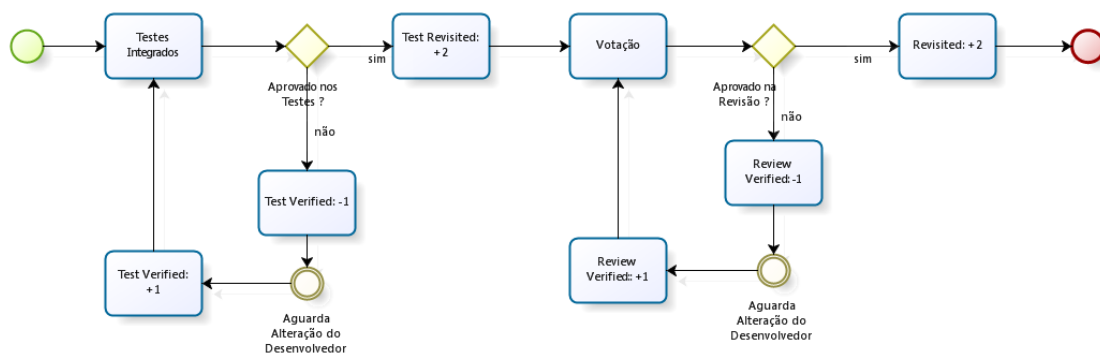 Testes
Integrados
Aprovado nos
Testes ?
sim
não
Test Revisited:
+2
Votação
Aprovado na
Revisão ?
sim
não
Revisited: +2
Test Verified: -1
Test Verified:
+1
Aguarda
Alteração do
Desenvolvedor
Review
Verified:-1
Review
Verified:: +1
Aguarda
Alteração do
Desenvolvedor